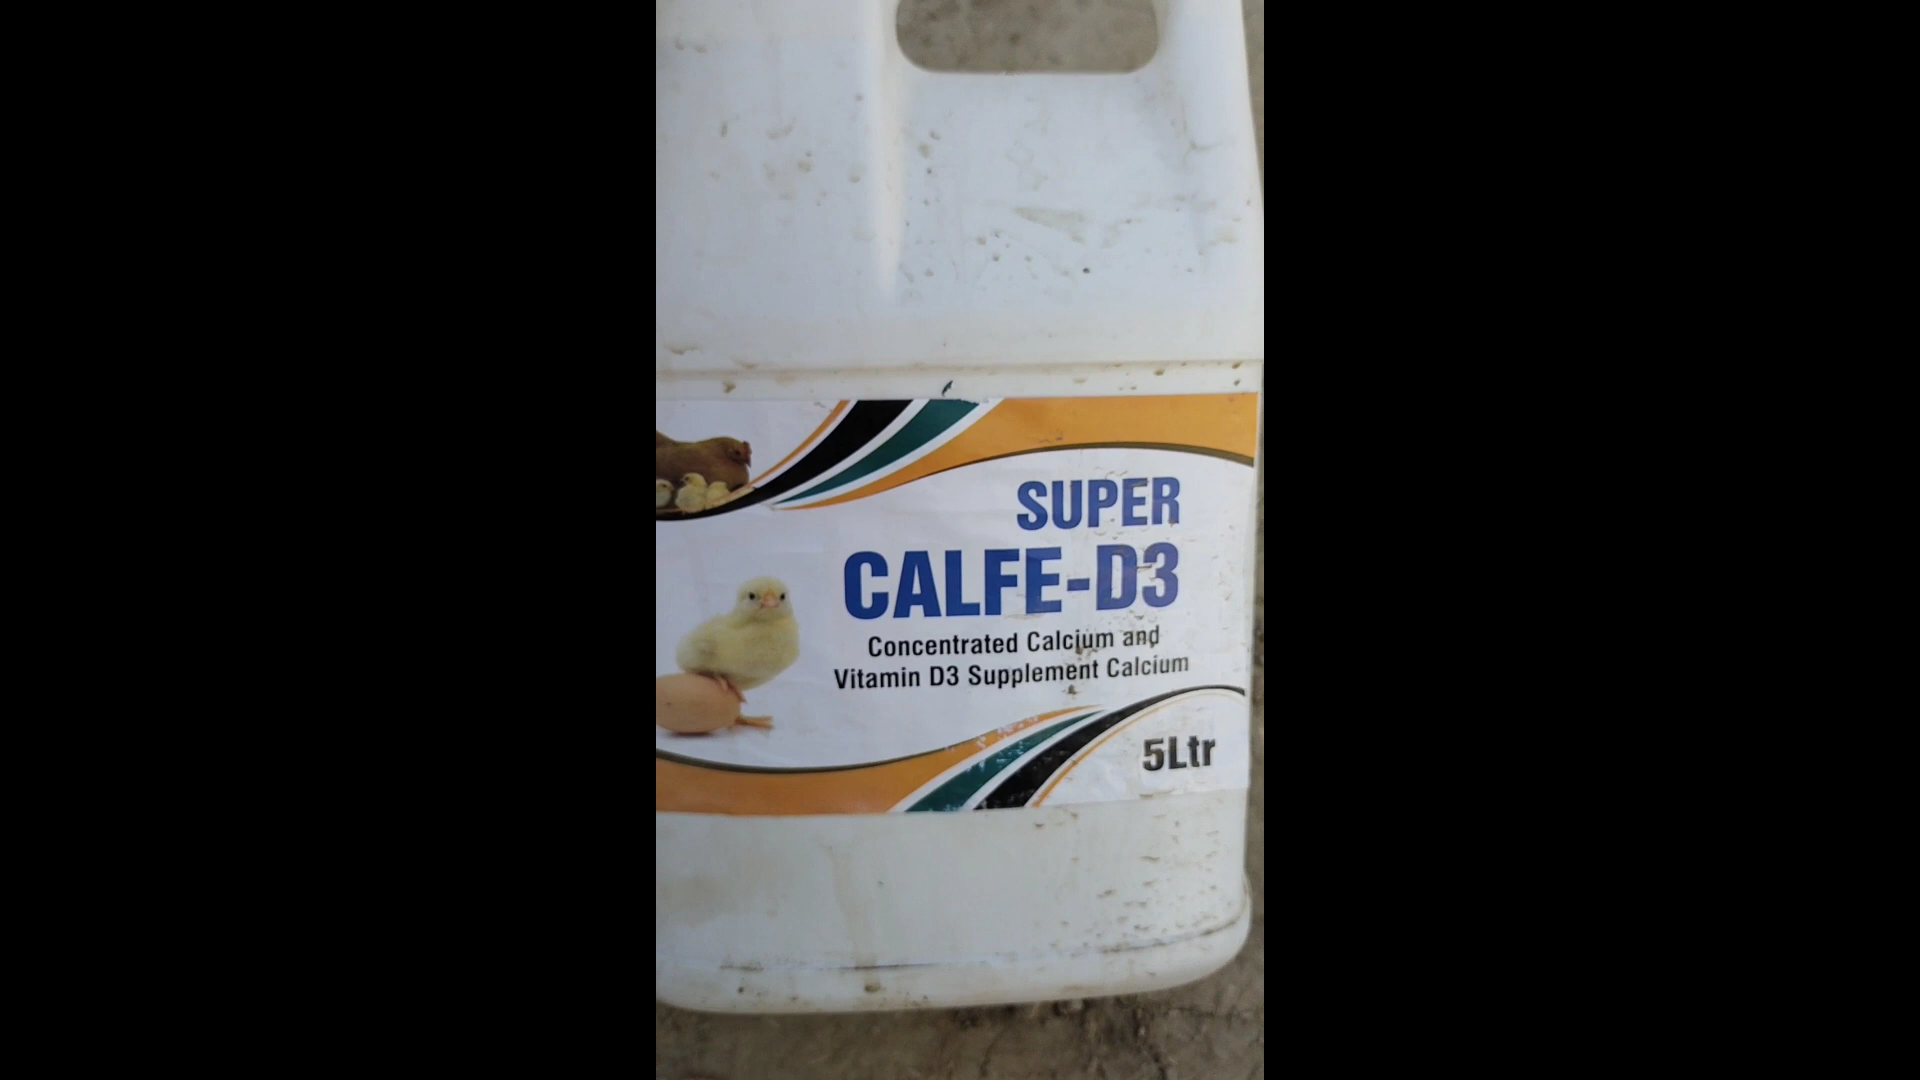 SUPER
CALFE-D3
Concentrated Calcium and
Vitamin D3 Supplement Calcium
5Ltr